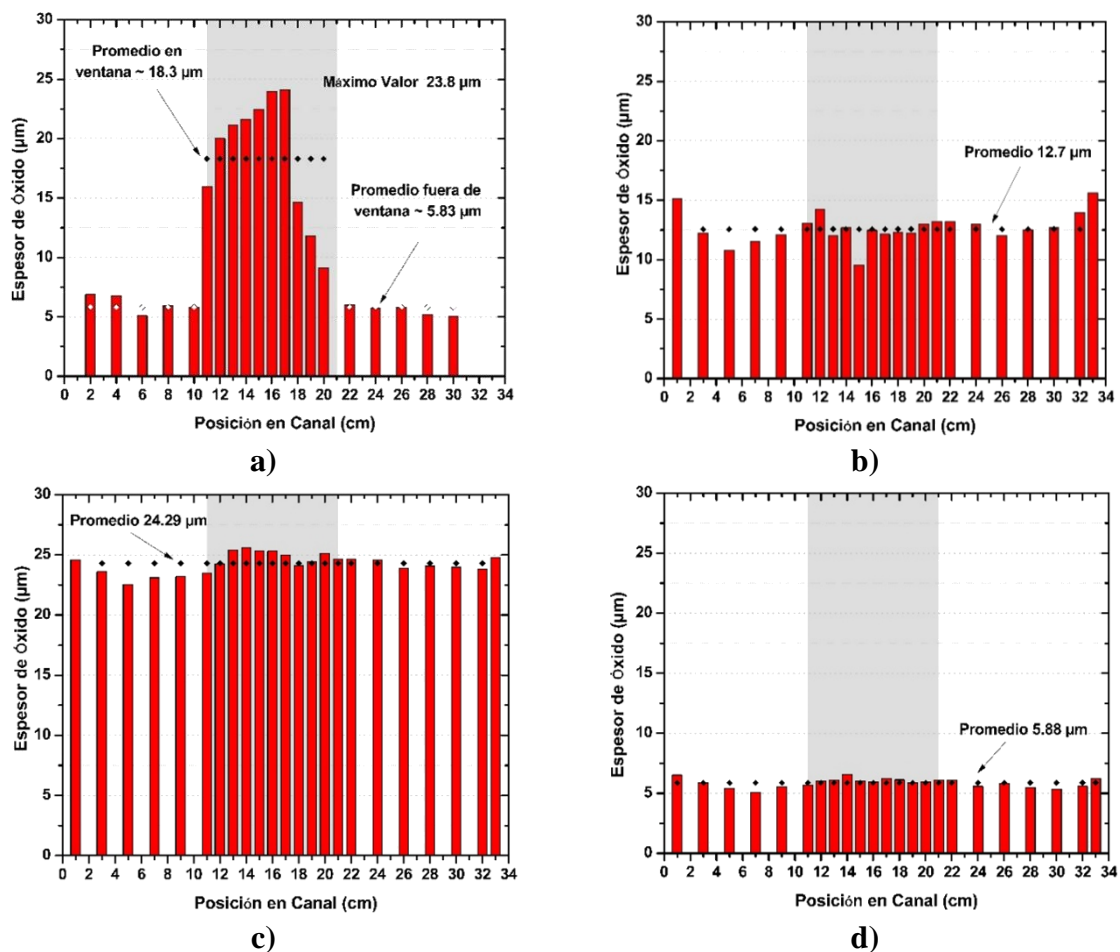 30
25
20
15
10
5
0
Espesor de Óxido (µm)
Promedio en
ventana ~ 18.3 µm
Máximo Valor 23.8 µm
Promedio fuera de
ventana ~ 5.83 µm
0 2 4 6 8 10 12 14 16 18 20 22 24 26 28 30 32 34
Posición en Canal (cm)
a)
30
25
20
15
10
5
0
Espesor de Óxido (µm)
Promedio 12.7 µm
0 2 4 6 8 10 12 14 16 18 20 22 24 26 28 30 32 34
Posición en Canal (cm)
b)
30
25
20
15
10
5
0
Espesor de Óxido (µm)
Promedio 24.29 µm
0 2 4 6 8 10 12 14 16 18 20 22 24 26 28 30 32 34
Posición en Canal (cm)
c)
30
25
20
15
10
5
0
Espesor de Óxido (µm)
Promedio 5.88 µm
0 2 4 6 8 10 12 14 16 18 20 22 24 26 28 30 32 34
Posición en Canal (cm)
d)